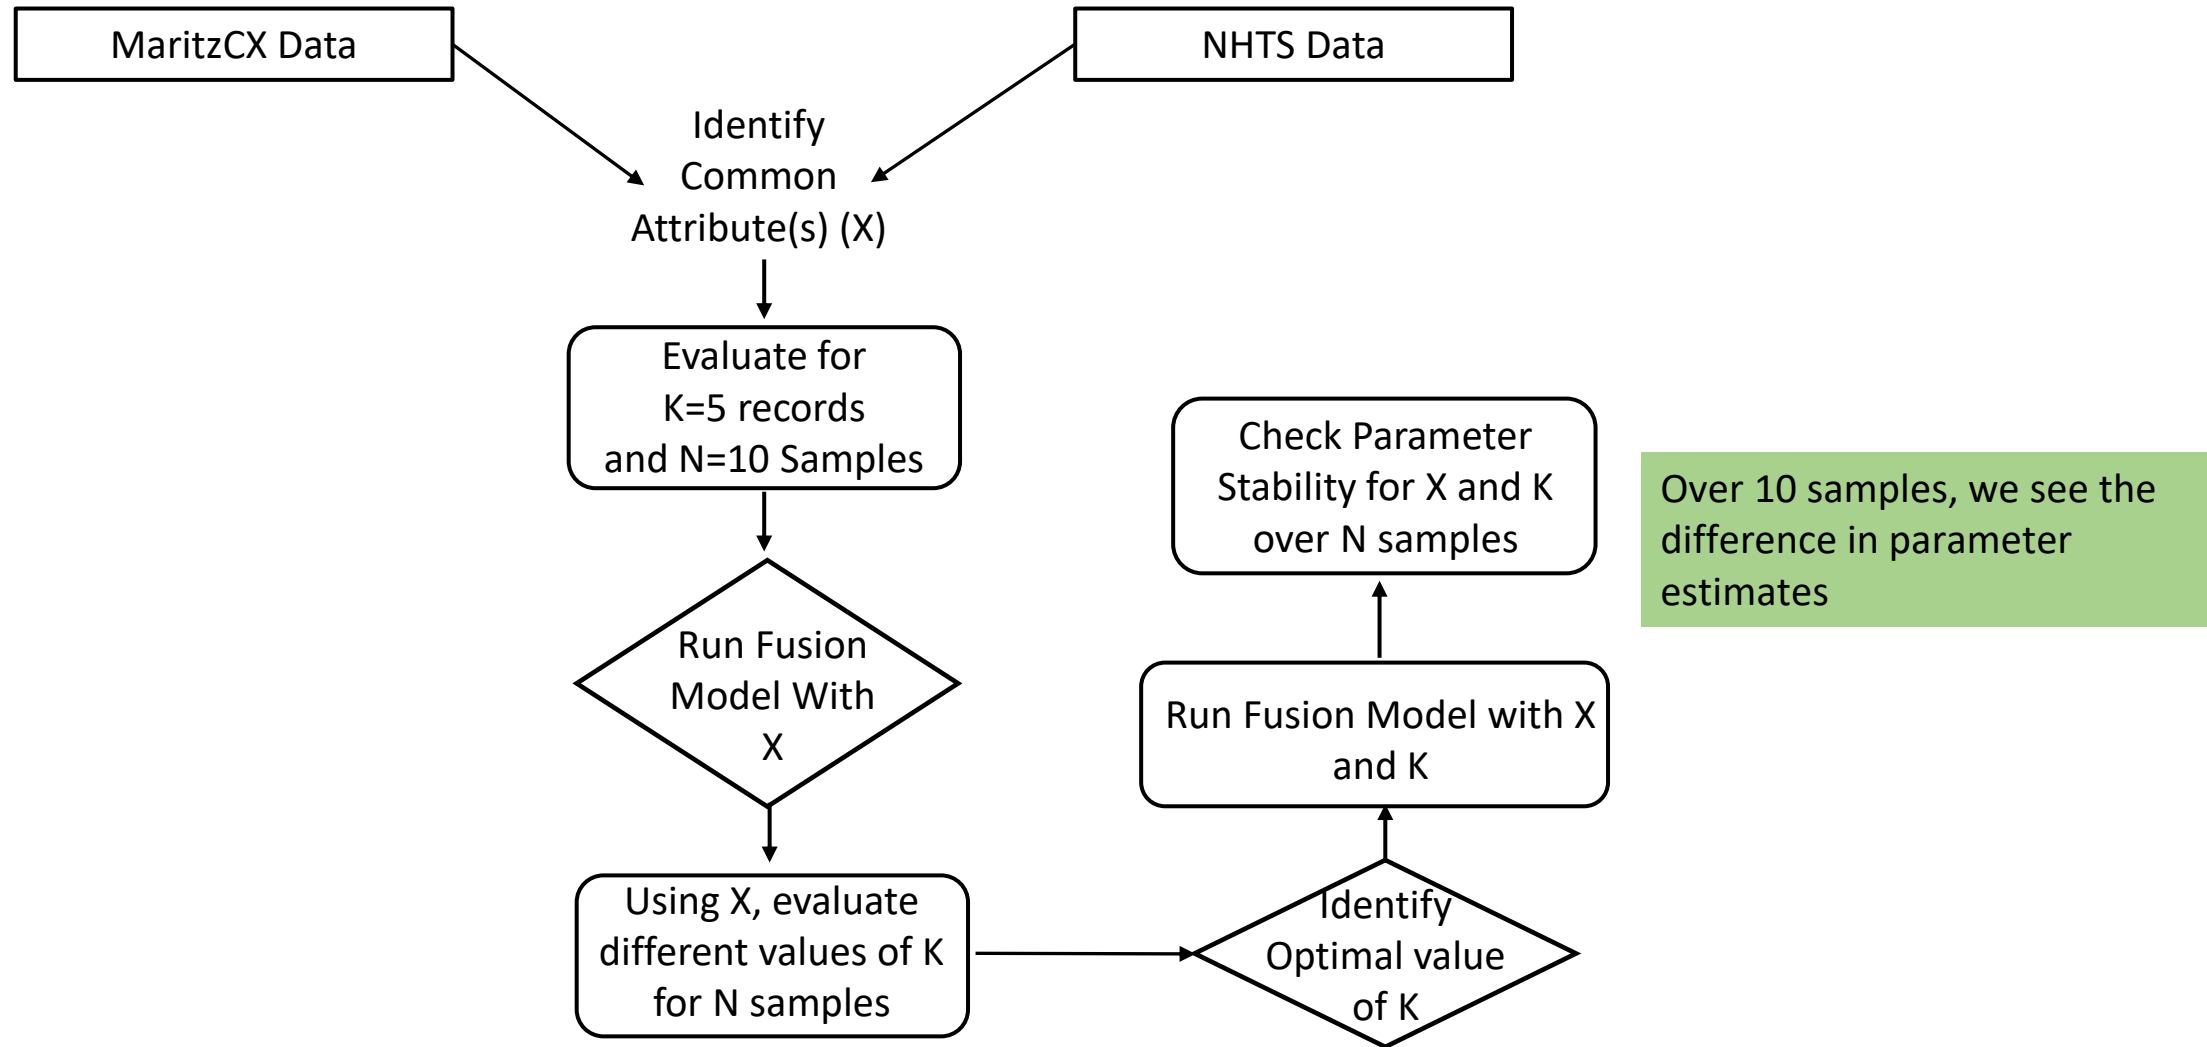 MaritzCX Data
NHTS Data
Identify
Common
Attribute(s) (X)
Evaluate for
K=5 records
and N=10 Samples
Run Fusion
Model With
X
Using X, evaluate
different values of K
for N samples
Identify
Optimal value
of K
Run Fusion Model with X
and K
Check Parameter
Stability for X and K
over N samples
Over 10 samples, we see the
difference in parameter
estimates